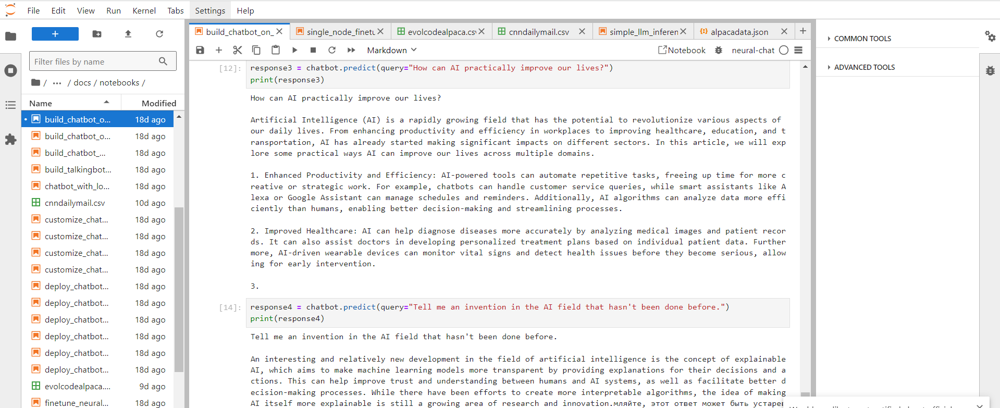 File Edit View Run Kernel Tabs Settings Help
build_chatbot_on_ single_node_finetu evolcodealpaca.csv cnndailymail.csv simple_llm_inferen alpacadata.json
Markdown Notebook neural-chat
COMMON TOOLS
ADVANCED TOOLS
Filter files by name
/ ... / docs / notebooks /
Name Modified
build_chatbot_o... 18d ago
build_chatbot_o... 18d ago
build_chatbot_... 18d ago
build_talkingbot... 18d ago
chatbot_with_lo... 18d ago
cnndailymail.csv 10d ago
customize_chat... 18d ago
customize_chat... 18d ago
customize_chat... 18d ago
customize_chat... 18d ago
deploy_chatbot... 18d ago
deploy_chatbot... 18d ago
deploy_chatbot... 18d ago
deploy_chatbot... 18d ago
deploy_chatbot... 18d ago
deploy_chatbot... 18d ago
evolcodealpaca.... 9d ago
finetune_neural... 18d ago
[12]: response3 = chatbot.predict(query="How can AI practically improve our lives?")
print(response3)
How can AI practically improve our lives?
Artificial Intelligence (AI) is a rapidly growing field that has the potential to revolutionize various aspects of
our daily lives. From enhancing productivity and efficiency in workplaces to improving healthcare, education, and t
ransportation, AI has already started making significant impacts on different sectors. In this article, we will exp
lore some practical ways AI can improve our lives across multiple domains.
1. Enhanced Productivity and Efficiency: AI-powered tools can automate repetitive tasks, freeing up time for more c
reative or strategic work. For example, chatbots can handle customer service queries, while smart assistants like A
lexa or Google Assistant can manage schedules and reminders. Additionally, AI algorithms can analyze data more effi
ciently than humans, enabling better decision-making and streamlining processes.
2. Improved Healthcare: AI can help diagnose diseases more accurately by analyzing medical images and patient recor
ds. It can also assist doctors in developing personalized treatment plans based on individual patient data. Further
more, AI-driven wearable devices can monitor vital signs and detect health issues before they become serious, allow
ing for early intervention.
3.
[14]: response4 = chatbot.predict(query="Tell me an invention in the AI field that hasn't been done before.")
print(response4)
Tell me an invention in the AI field that hasn't been done before.
An interesting and relatively new development in the field of artificial intelligence is the concept of explainable
AI, which aims to make machine learning models more transparent by providing explanations for their decisions and a
ctions. This can help improve trust and understanding between humans and AI systems, as well as facilitate better d
ecision-making processes. While there have been efforts to create more interpretable algorithms, the idea of making
AI itself more explainable is still a growing area of research and innovation.мляйте, этот ответ может быть устаре